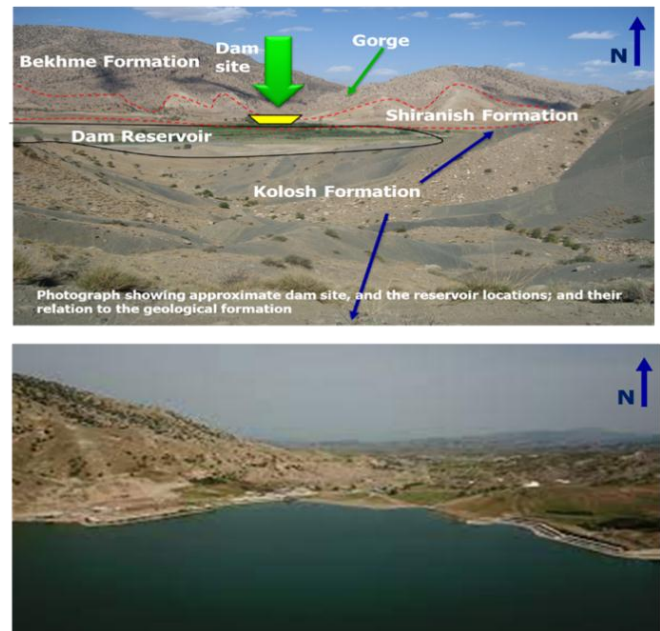 Gorge
Dam
site
N
Bekhme Formation
Shiranish Formation
Dam Reservoir
Kolosh Formation
Photograph showing approximate dam site, and the reservoir locations; and their
relation to the geological formation
N